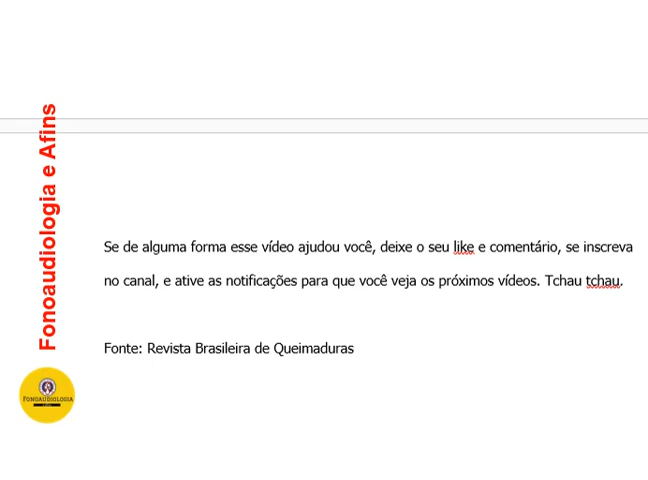 Fonoaudiologia e Afins
Se de alguma forma esse vídeo ajudou você, deixe o seu like e comentário, se inscreva
no canal, e ative as notificações para que você veja os próximos vídeos. Tchau tchau.
Fonte: Revista Brasileira de Queimaduras
FONOAUDIOLOGIA